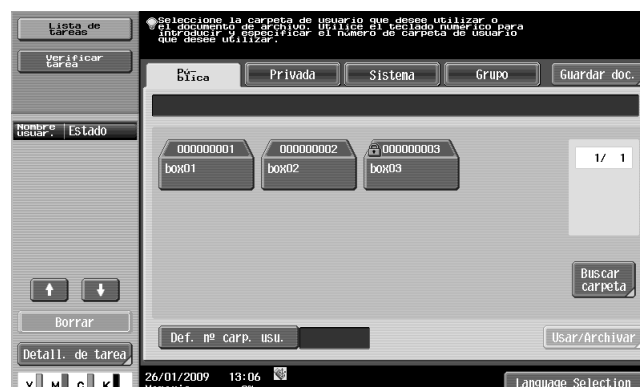 Lista de
tareas
Verificar
tarea
Seleccione la carpeta de usuario que desee utilizar o
el documento de archivo. Utilice el teclado numérico para
introducir y especificar el número de carpeta de usuario
que desee utilizar.
Pú-
blica
Privada
Sistema
Grupo
Guardar doc.
Nombre
usuar.
Estado
000000001
box01
000000002
box02
000000003
box03
1/ 1
Buscar
carpeta
Borrar
Def. nº carp. usu.
Usar/Archivar
Detall. de tarea
26/01/2009 13:06
Y M C K
Language Selection